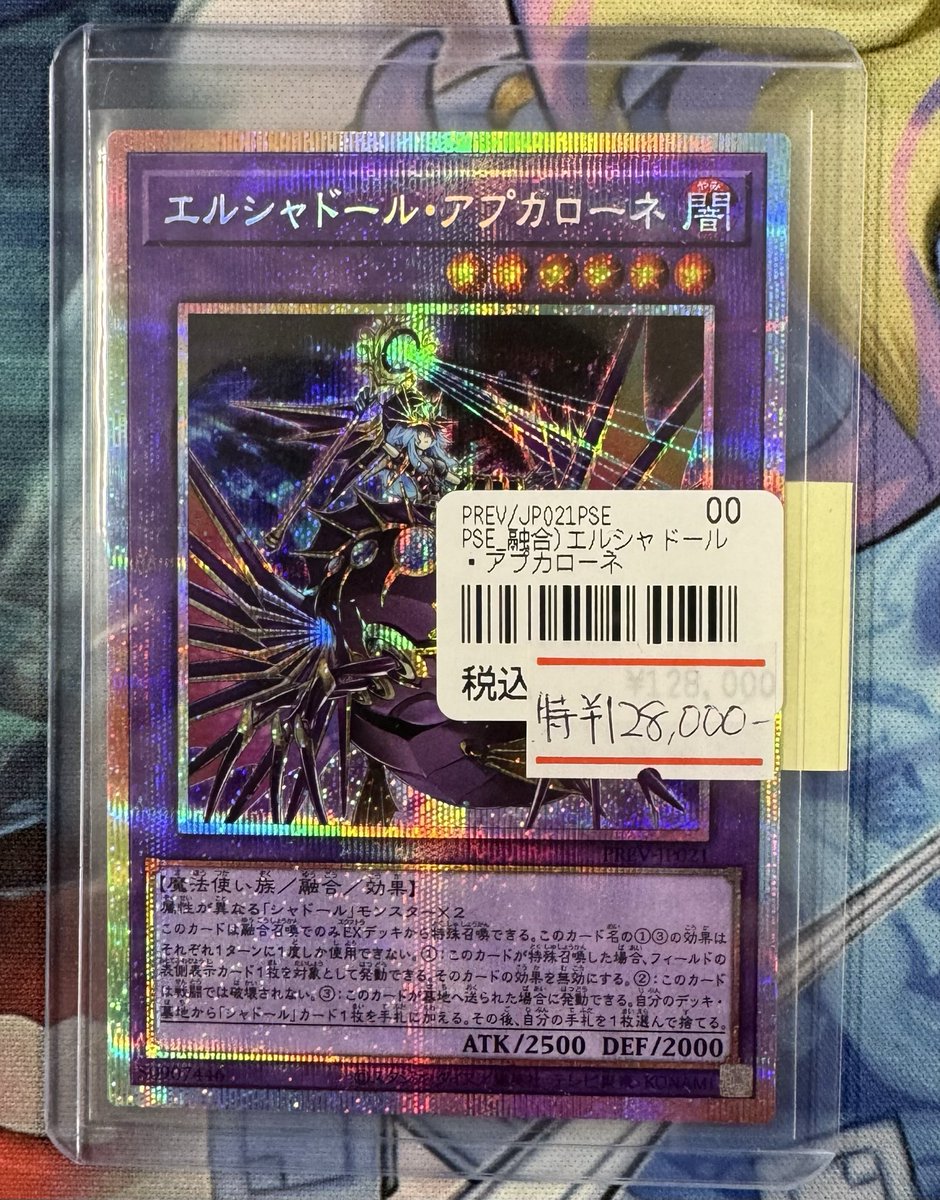 エルシャドール・アプカローネ 闇
PREV/JP021PSE 00
PSE_融合)エルシャドール
・アプカローネ
税込
¥128,000
特¥128,000-
PREV-JP021
【魔法使い族／融合／効果】
属性が異なる「シャドール」モンスター×2
このカードは融合召喚でのみEXデッキから特殊召喚できる。このカード名の①③の効果は
それぞれ1ターンに1度しか使用できない。①：このカードが特殊召喚した場合、フィールドの
表側表示カード1枚を対象として発動できる。そのカードの効果を無効にする。②：このカード
は戦闘では破壊されない。③：このカードが墓地へ送られた場合に発動できる。自分のデッキ・
墓地から「シャドール」カード1枚を手札に加える。その後、自分の手札を1枚選んで捨てる。
ATK/2500 DEF/2000
50907446
KONAMI